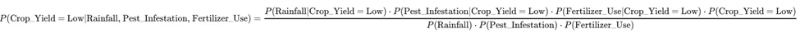 P(Crop_Yield = Low|Rainfall, Pest_Infestation, Fertilizer_Use) = P(Rainfall|Crop_Yield = Low) · P(Pest_Infestation|Crop_Yield = Low) · P(Fertilizer_Use|Crop_Yield = Low) · P(Crop_Yield = Low)
P(Rainfall) · P(Pest_Infestation) · P(Fertilizer_Use)